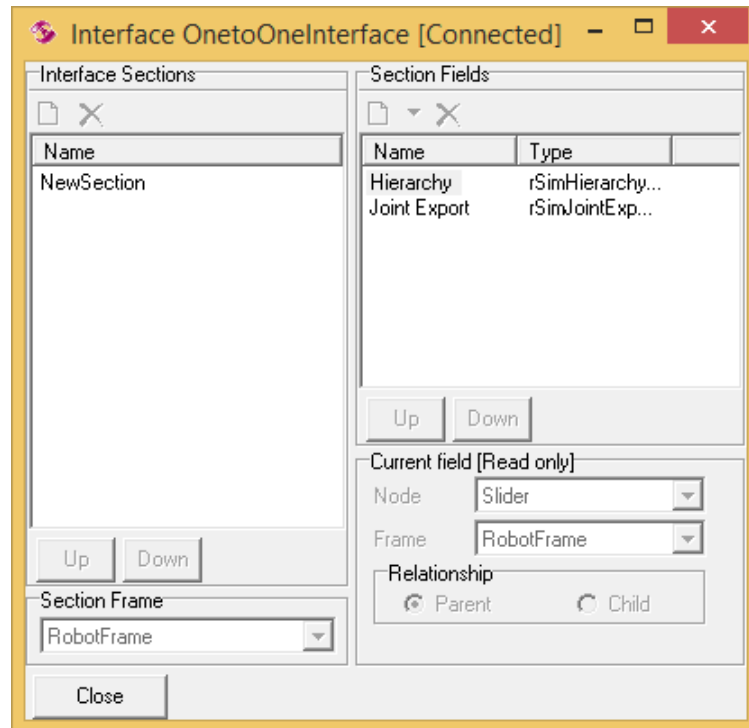 Interface OnetoOneInterface [Connected]
Interface Sections
Name
NewSection
Up Down
Section Frame
RobotFrame
Close
Section Fields
Name Type
Hierarchy rSimHierarchy...
Joint Export rSimJointExp...
Up Down
Current field [Read only]
Node Slider
Frame RobotFrame
Relationship
Parent Child